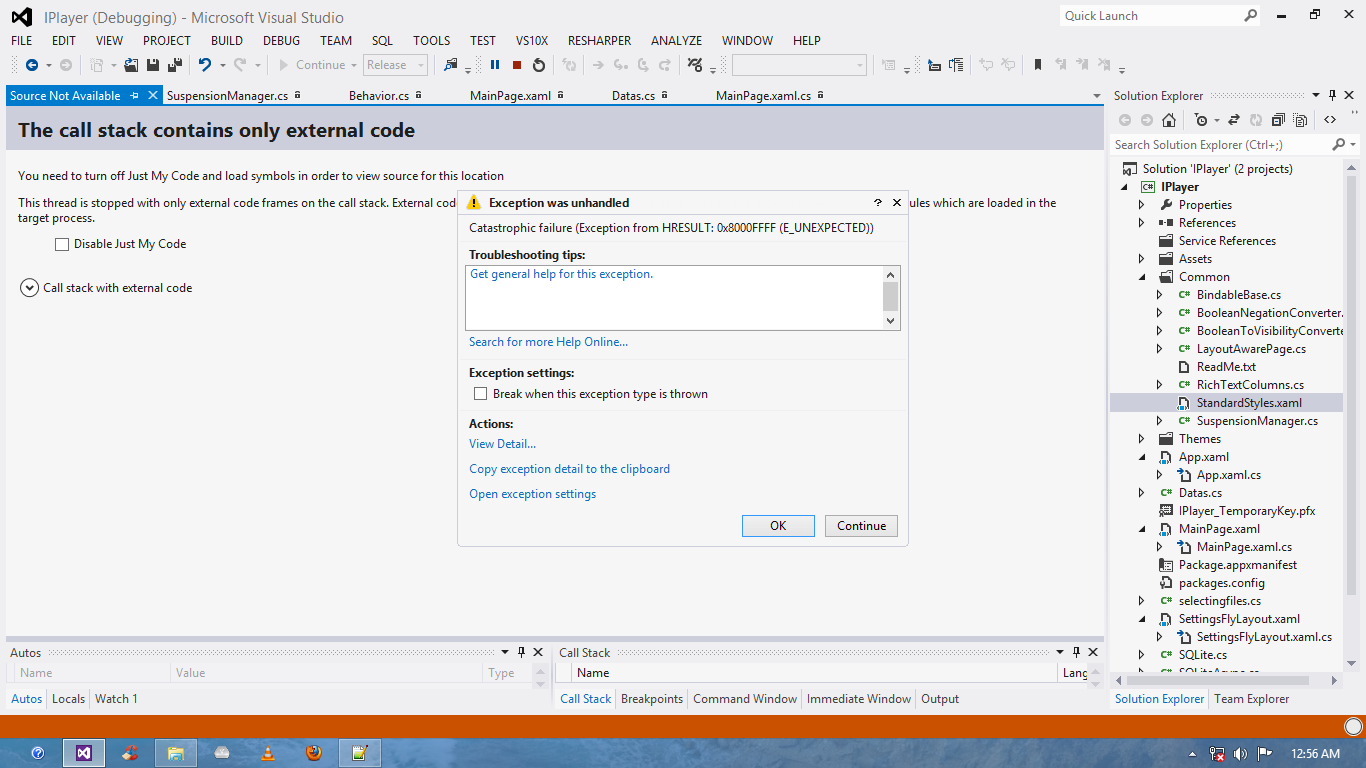 IPlayer (Debugging) - Microsoft Visual Studio
Quick Launch
FILE EDIT VIEW PROJECT BUILD DEBUG TEAM SQL TOOLS TEST VS10X RESHARPER ANALYZE WINDOW HELP
Continue Release
Source Not Available SuspensionManager.cs Behavior.cs MainPage.xaml Datas.cs MainPage.xaml.cs
The call stack contains only external code
You need to turn off Just My Code and load symbols in order to view source for this location
This thread is stopped with only external code frames on the call stack. External cod
ules which are loaded in the
target process.
Disable Just My Code
Call stack with external code
Exception was unhandled
Catastrophic failure (Exception from HRESULT: 0x8000FFFF (E_UNEXPECTED))
Troubleshooting tips:
Get general help for this exception.
Search for more Help Online...
Exception settings:
Break when this exception type is thrown
Actions:
View Detail...
Copy exception detail to the clipboard
Open exception settings
OK Continue
Solution Explorer
Search Solution Explorer (Ctrl+;)
Solution 'IPlayer' (2 projects)
C# IPlayer
Properties
References
Service References
Assets
Common
C# BindableBase.cs
C# BooleanNegationConverter.
C# BooleanToVisibilityConverte
C# LayoutAwarePage.cs
ReadMe.txt
C# RichTextColumns.cs
StandardStyles.xaml
C# SuspensionManager.cs
Themes
App.xaml
App.xaml.cs
C# Datas.cs
IPlayer_TemporaryKey.pfx
MainPage.xaml
MainPage.xaml.cs
Package.appxmanifest
packages.config
C# selectingfiles.cs
SettingsFlyLayout.xaml
SettingsFlyLayout.xaml.cs
C# SQLite.cs
C# SQLiteAsync.cs
Solution Explorer Team Explorer
Autos
Name Value Type
Autos Locals Watch 1
Call Stack
Name Lang
Call Stack Breakpoints Command Window Immediate Window Output
12:56 AM